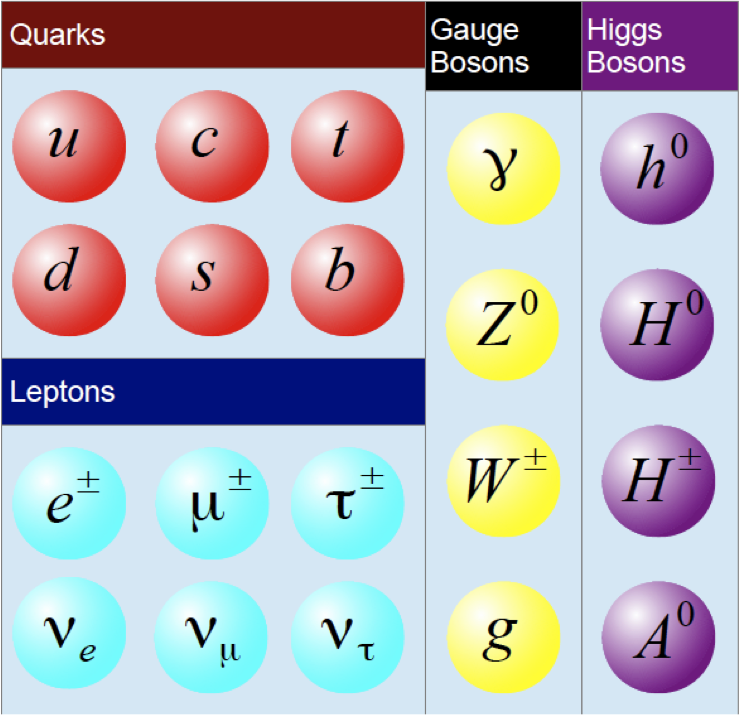 Quarks
u c t
d s b
Leptons
e± μ± τ±
νe νμ ντ
Gauge
Bosons
γ
Z0
W±
g
Higgs
Bosons
h0
H0
H±
A0